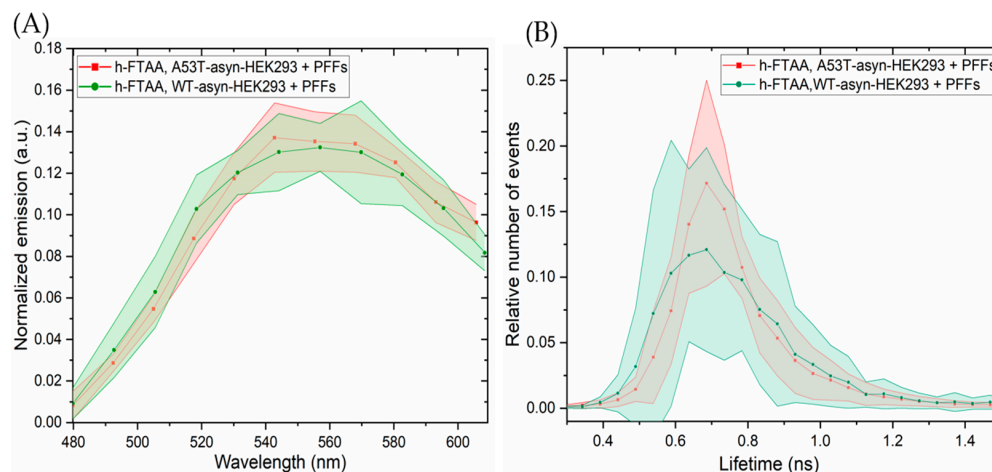 (A)
0.18
0.16
0.14
0.12
0.10
0.08
0.06
0.04
0.02
0.00
Normalized emission (a.u.)
h-FTAA, A53T-asyn-HEK293 + PFFs
h-FTAA, WT-asyn-HEK293 + PFFs
480
500
520
540
560
580
600
Wavelength (nm)
(B)
0.25
0.20
0.15
0.10
0.05
0.00
Relative number of events
h-FTAA, A53T-asyn-HEK293 + PFFs
h-FTAA,WT-asyn-HEK293 + PFFs
0.4
0.6
0.8
1.0
1.2
1.4
Lifetime (ns)